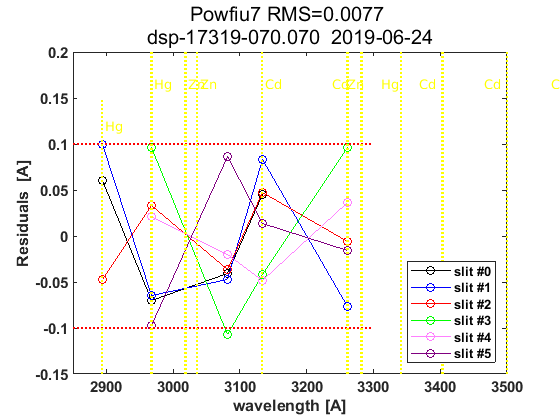 Powfiu7 RMS=0.0077
dsp-17319-070.070 2019-06-24
0.2
0.15
0.1
0.05
0
-0.05
-0.1
-0.15
Residuals [A]
Hg
Hg
Zn
Cd
Hg
Cd
Cd
slit #0
slit #1
slit #2
slit #3
slit #4
slit #5
2900
3000
3100
3200
3300
3400
3500
wavelength [A]